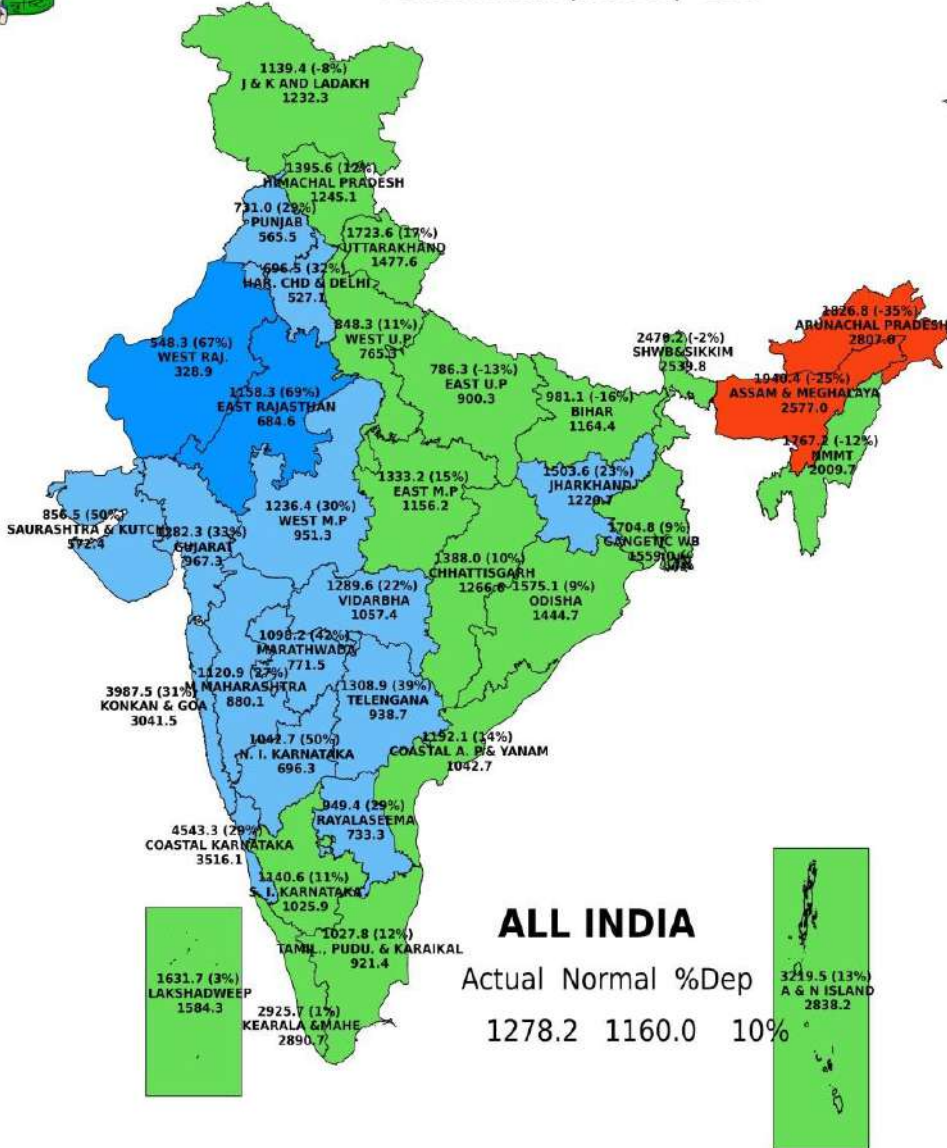 1139.4 (-8%)
J & K AND LADAKH
1232.3
1395.6 (12%)
HIMACHAL PRADESH
1245.1
731.0 (29%)
PUNJAB
565.5
1723.6 (17%)
UTTARAKHAND
1477.6
696.5 (32%)
HAR. CHD & DELHI
527.1
548.3 (67%)
WEST RAJ.
328.9
848.3 (11%)
WEST U.P
765.3
2479.2 (-2%)
SHWB&SIKKIM
2539.8
1826.8 (-35%)
ARUNACHAL PRADESH
1158.3 (69%)
EAST RAJASTHAN
684.6
786.3 (-13%)
EAST U.P
900.3
981.1 (-16%)
BIHAR
1164.4
1940.4 (-25%)
ASSAM & MEGHALAYA
2577.0
1767.2 (-12%)
NMMT
2009.7
1333.2 (15%)
EAST M.P
1156.2
1503.6 (23%)
JHARKHAND
856.5 (50%)
SAURASHTRA & KUTCH
572.4
1282.3 (33%)
GUJARAT
967.3
1236.4 (30%)
WEST M.P
951.3
1704.8 (9%)
GANGETIC WB
1388.0 (10%)
CHHATTISGARH
1266.6
1289.6 (22%)
VIDARBHA
1057.4
1575.1 (9%)
ODISHA
1444.7
1098.2 (42%)
MARATHWADA
771.5
3987.5 (31%)
KONKAN & GOA
3041.5
1120.9 (27%)
M MAHARASHTRA
880.1
1308.9 (39%)
TELENGANA
938.7
1042.7 (50%)
N. I. KARNATAKA
696.3
1192.1 (14%)
COASTAL A. P & YANAM
1042.7
949.4 (29%)
RAYALASEEMA
733.3
4543.3 (29%)
COASTAL KARNATAKA
3516.1
1140.6 (11%)
S. I. KARNATAKA
1025.9
1027.8 (12%)
TAMIL., PUDU. & KARAIKAL
921.4
1631.7 (3%)
LAKSHADWEEP
1584.3
2925.7 (1%)
KEARALA &MAHE
2890.7
3219.5 (13%)
A & N ISLAND
2838.2
ALL INDIA
Actual Normal %Dep
1278.2 1160.0 10%